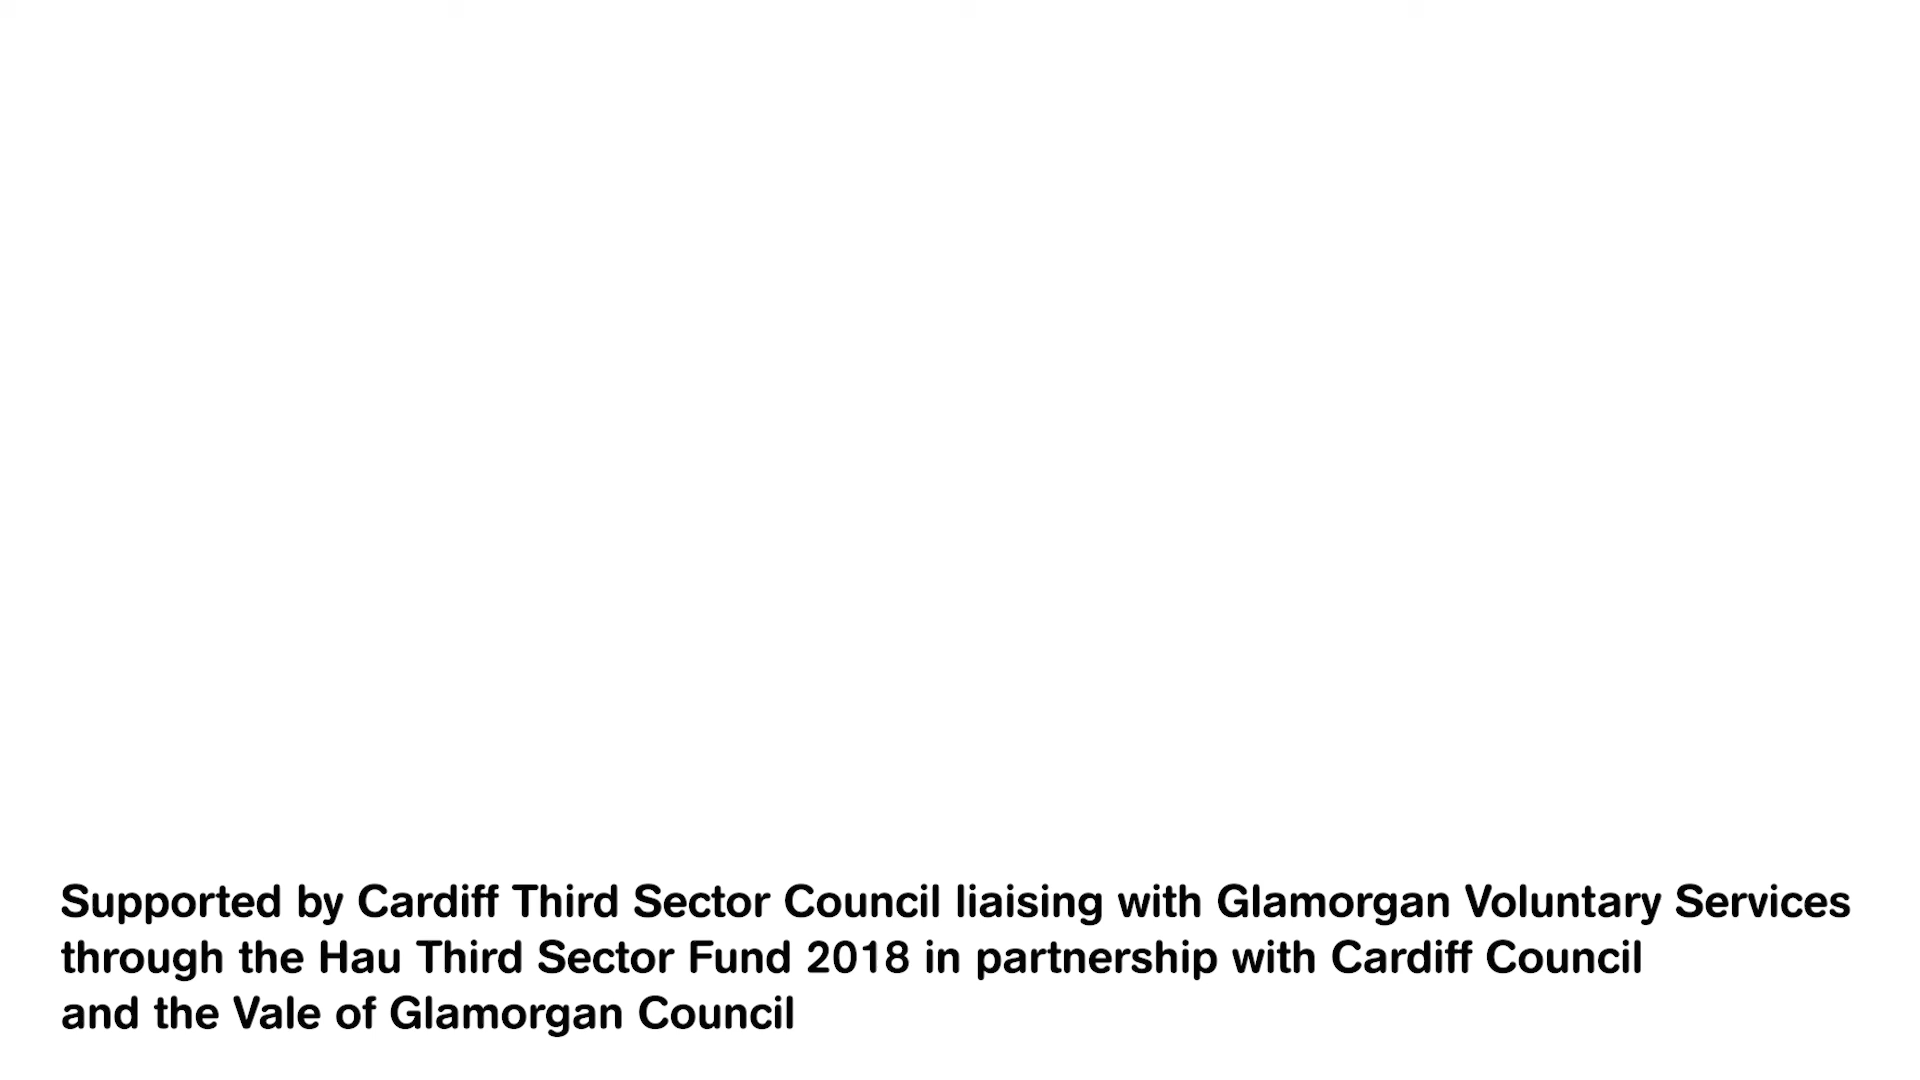 Supported by Cardiff Third Sector Council liaising with Glamorgan Voluntary Services
through the Hau Third Sector Fund 2018 in partnership with Cardiff Council
and the Vale of Glamorgan Council